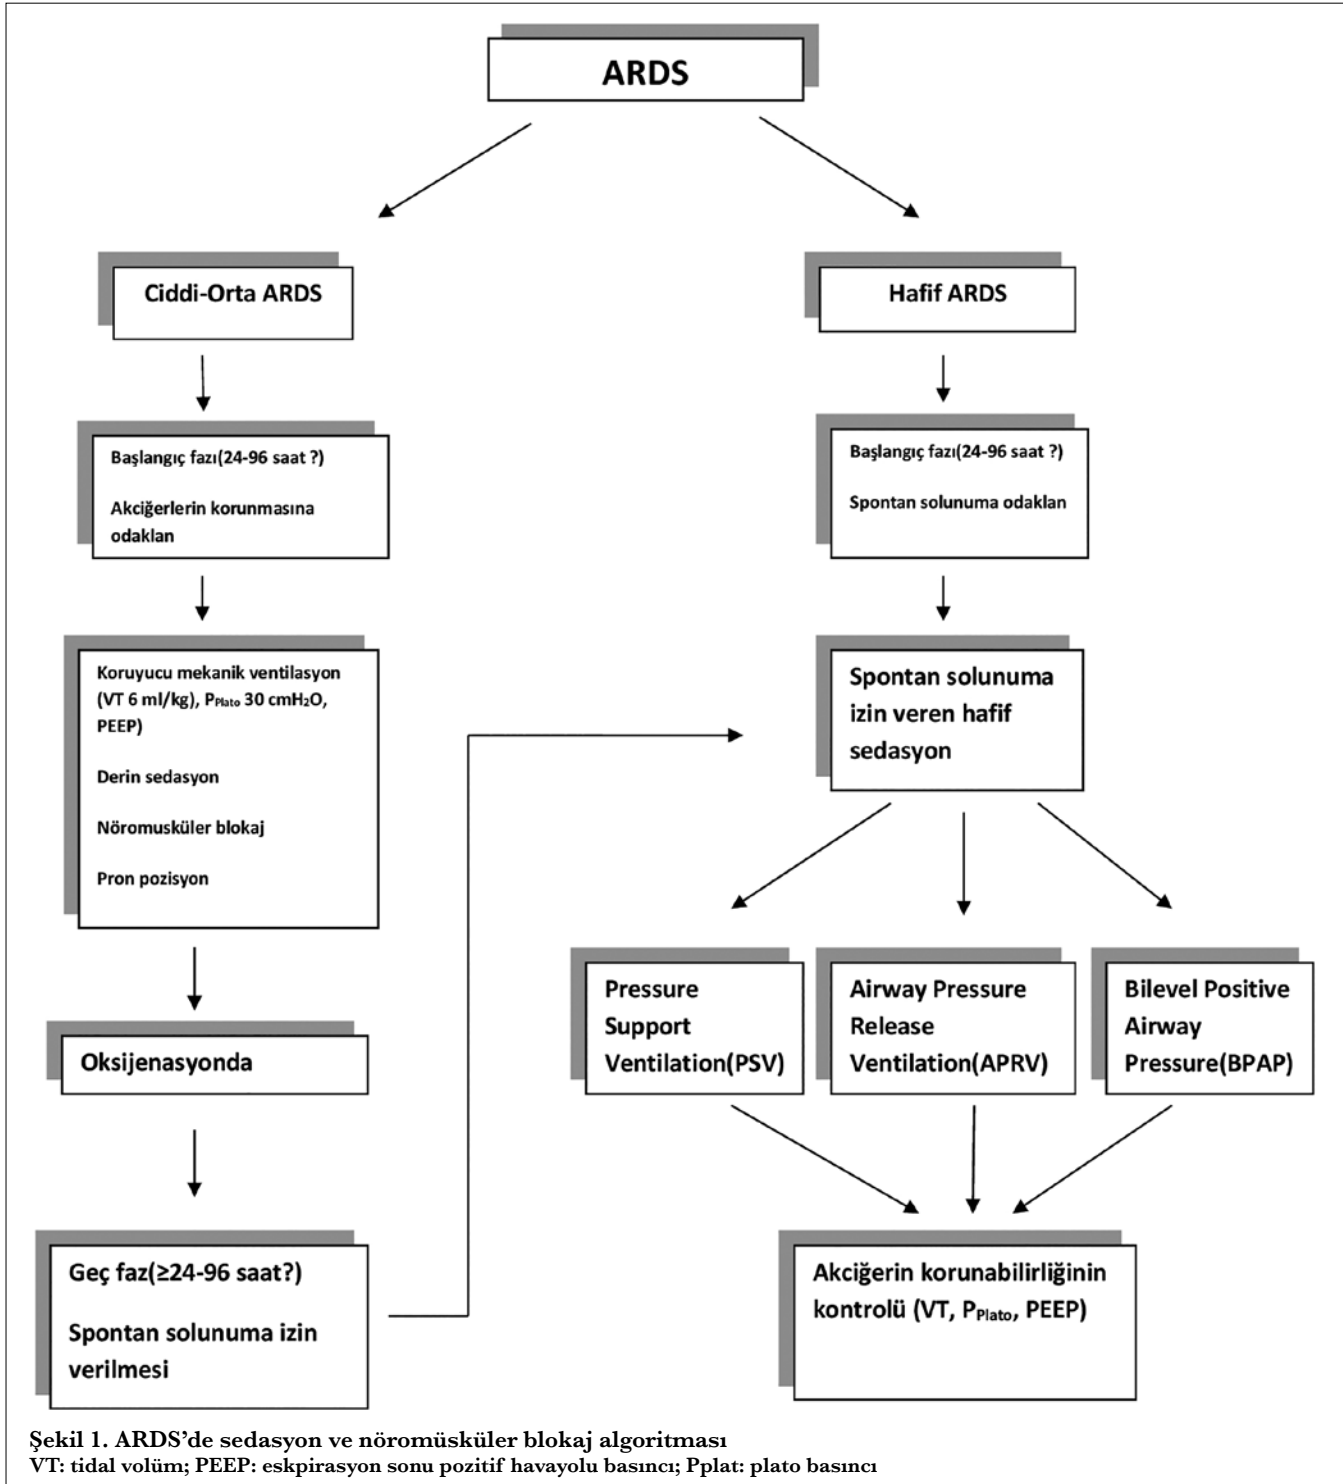 ARDS
Ciddi-Orta ARDS
Başlangıç fazı(24-96 saat ?)
Akciğerlerin korunmasına
odaklan
Koruyucu mekanik ventilasyon
(VT 6 ml/kg), PPlato 30 cmH₂O,
PEEP)
Derin sedasyon
Nöromusküler blokaj
Pron pozisyon
Oksijenasyonda
Geç faz(≥24-96 saat?)
Spontan solunuma izin
verilmesi
Hafif ARDS
Başlangıç fazı(24-96 saat ?)
Spontan solunuma odaklan
Spontan solunuma
izin veren hafif
sedasyon
Pressure
Support
Ventilation(PSV)
Airway Pressure
Release
Ventilation(APRV)
Bilevel Positive
Airway
Pressure(BPAP)
Akciğerin korunabilirliğinin
kontrolü (VT, PPlato, PEEP)
Şekil 1. ARDS’de sedasyon ve nöromüsküler blokaj algoritması
VT: tidal volüm; PEEP: eskpirasyon sonu pozitif havayolu basıncı; Pplat: plato basıncı